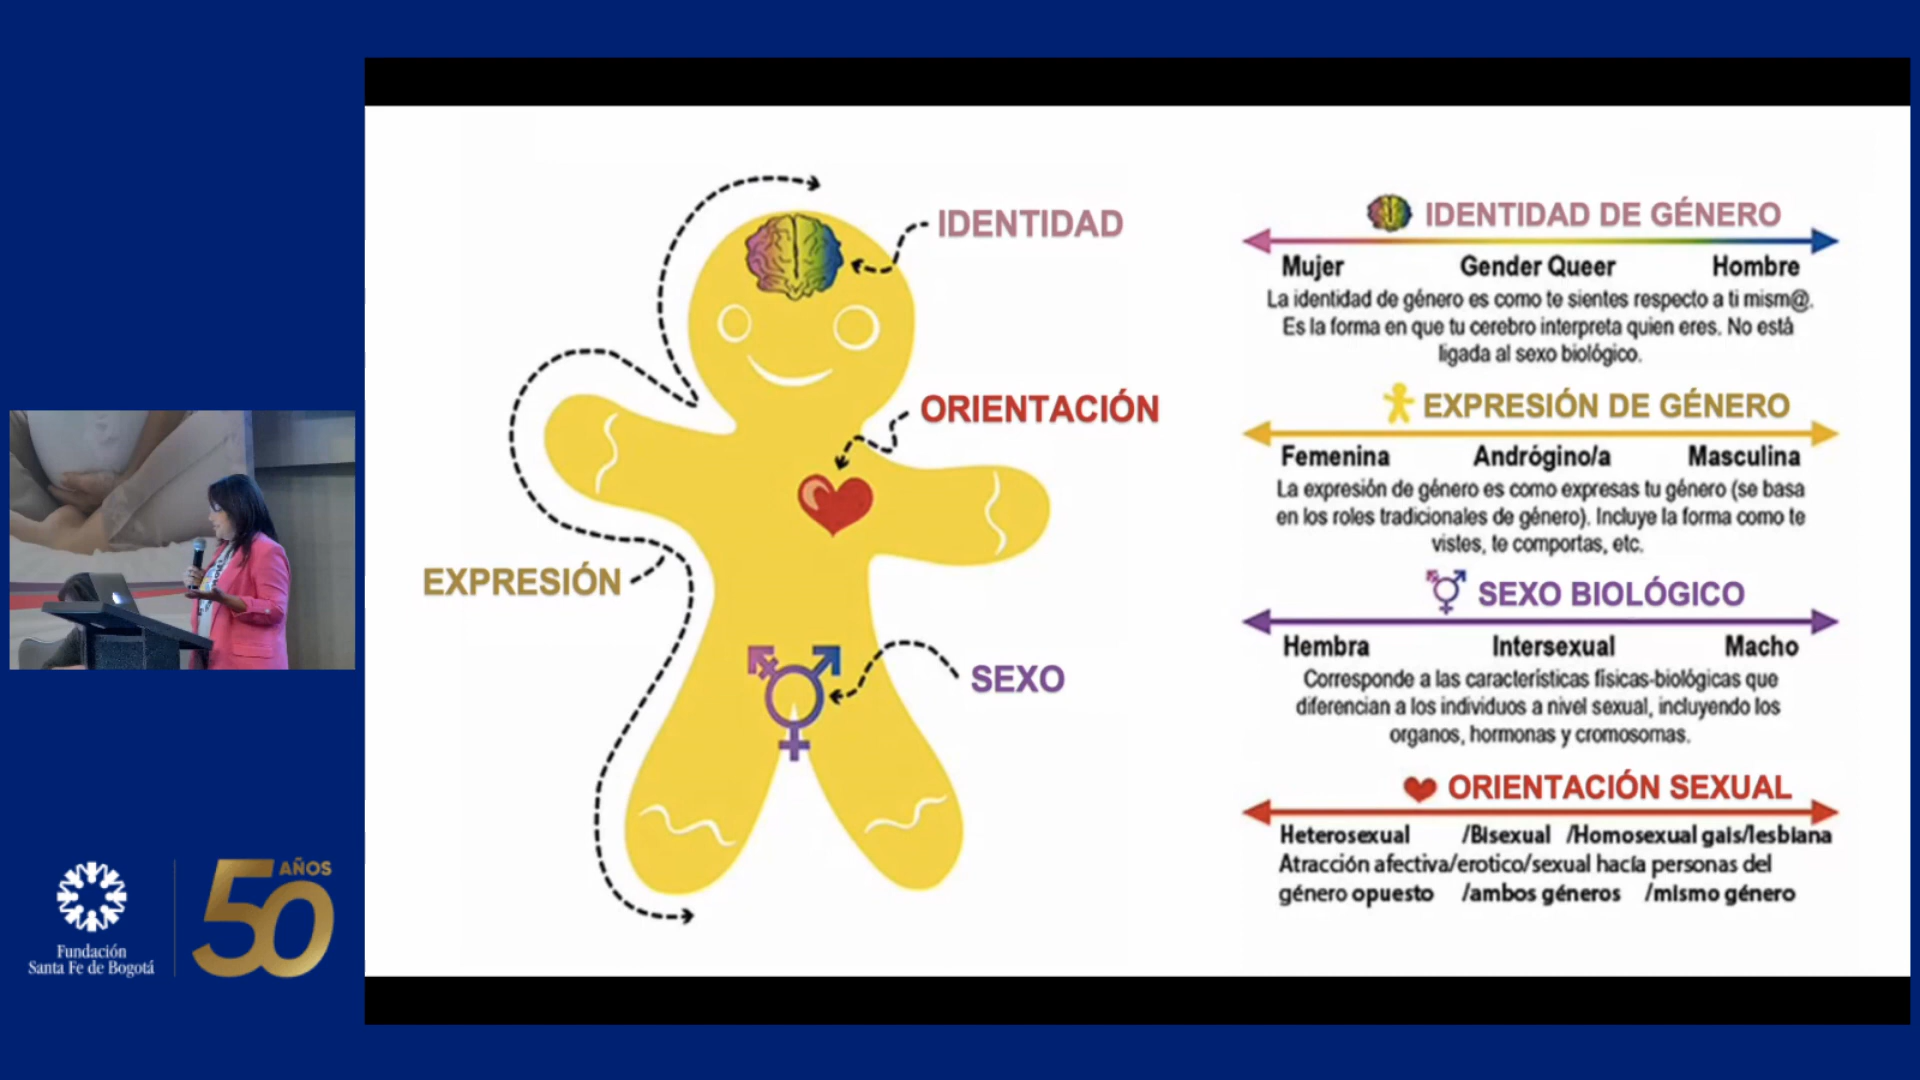 IDENTIDAD
ORIENTACIÓN
EXPRESIÓN
SEXO
IDENTIDAD DE GÉNERO
Mujer Gender Queer Hombre
La identidad de género es como te sientes respecto a ti mism@.
Es la forma en que tu cerebro interpreta quien eres. No está
ligada al sexo biológico.
EXPRESIÓN DE GÉNERO
Femenina Andrógino/a Masculina
La expresión de género es como expresas tu género (se basa
en los roles tradicionales de género). Incluye la forma como te
vistes, te comportas, etc.
SEXO BIOLÓGICO
Hembra Intersexual Macho
Corresponde a las características físicas-biológicas que
diferencian a los individuos a nivel sexual, incluyendo los
organos, hormonas y cromosomas.
ORIENTACIÓN SEXUAL
Heterosexual /Bisexual /Homosexual gais/lesbiana
Atracción afectiva/erotico/sexual hacía personas del
género opuesto /ambos géneros /mismo género
Fundación
Santa Fe de Bogotá
50 AÑOS